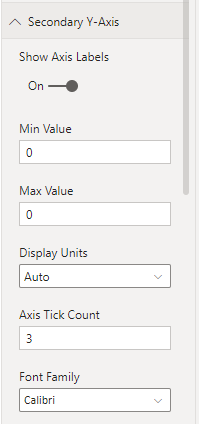 Secondary Y-Axis
Show Axis Labels
On
Min Value
0
Max Value
0
Display Units
Auto
Axis Tick Count
3
Font Family
Calibri